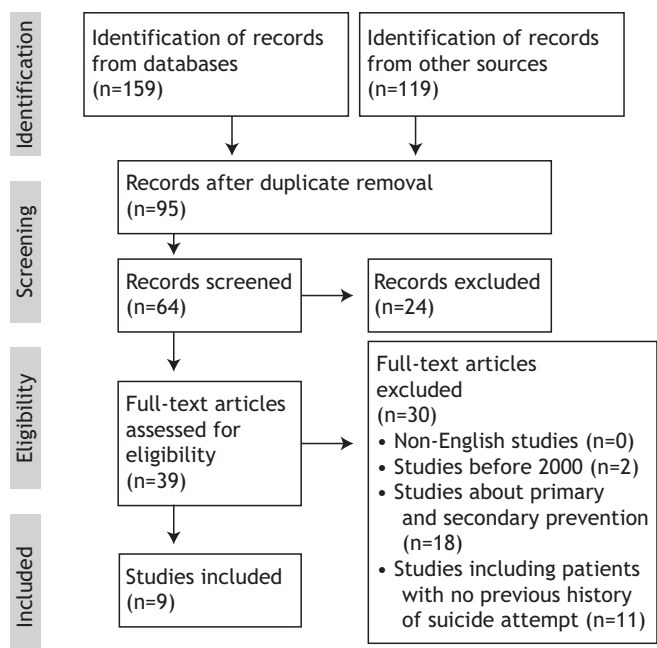 Identification
Identification of records
from databases
(n=159)
Identification of records
from other sources
(n=119)
Records after duplicate removal
(n=95)
Screening
Records screened
(n=64)
Records excluded
(n=24)
Eligibility
Full-text articles
assessed for
eligibility
(n=39)
Full-text articles
excluded
(n=30)
• Non-English studies (n=0)
• Studies before 2000 (n=2)
• Studies about primary
and secondary prevention
(n=18)
• Studies including patients
with no previous history
of suicide attempt (n=11)
Included
Studies included
(n=9)